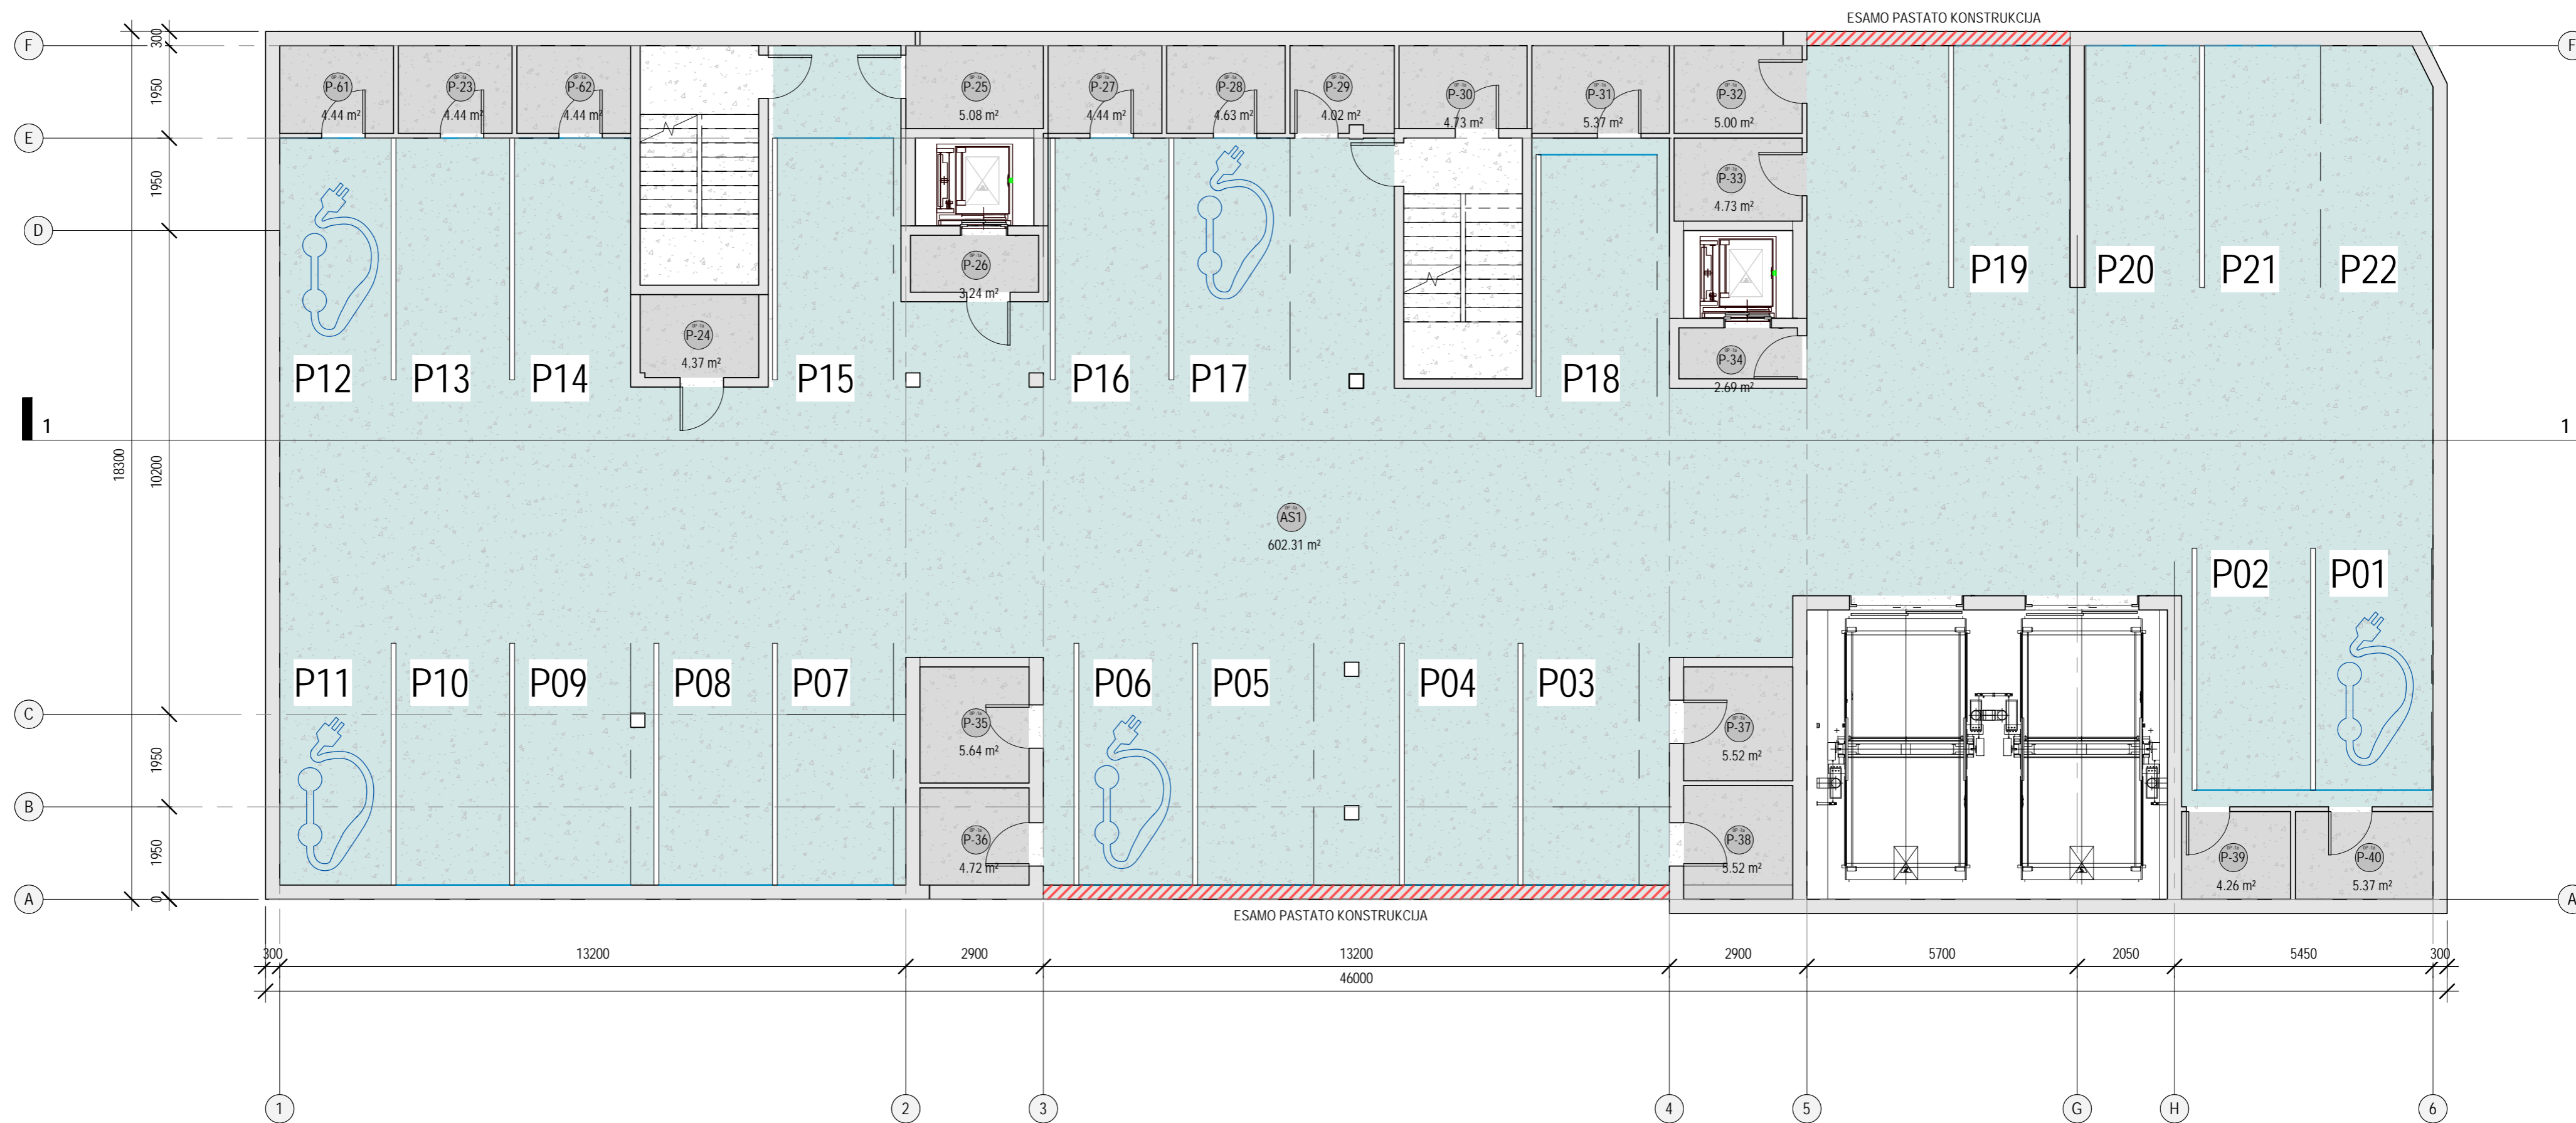 ESAMO PASTATO KONSTRUKCIJA
F
F
300
P-61
4.44 m²
P-23
4.44 m²
P-62
4.44 m²
P-25
5.08 m²
P-27
4.44 m²
P-28
4.63 m²
P-29
4.02 m²
P-30
4.73 m²
P-31
5.37 m²
P-32
5.00 m²
1950
E
E
1950
P-33
4.73 m²
D
D
P-26
3.24 m²
P19
P20
P21
P22
P-24
4.37 m²
P-34
2.69 m²
P12
P13
P14
P15
P16
P17
P18
1
1
18300
10200
AS1
602.31 m²
P02
P01
P11
P10
P09
P08
P07
P06
P05
P04
P03
C
P-35
5.64 m²
P-37
5.52 m²
1950
B
1950
P-36
4.72 m²
P-38
5.52 m²
P-39
4.26 m²
P-40
5.37 m²
A
0
A
ESAMO PASTATO KONSTRUKCIJA
300
13200
2900
13200
2900
5700
2050
5450
300
46000
1
2
3
4
5
G
H
6